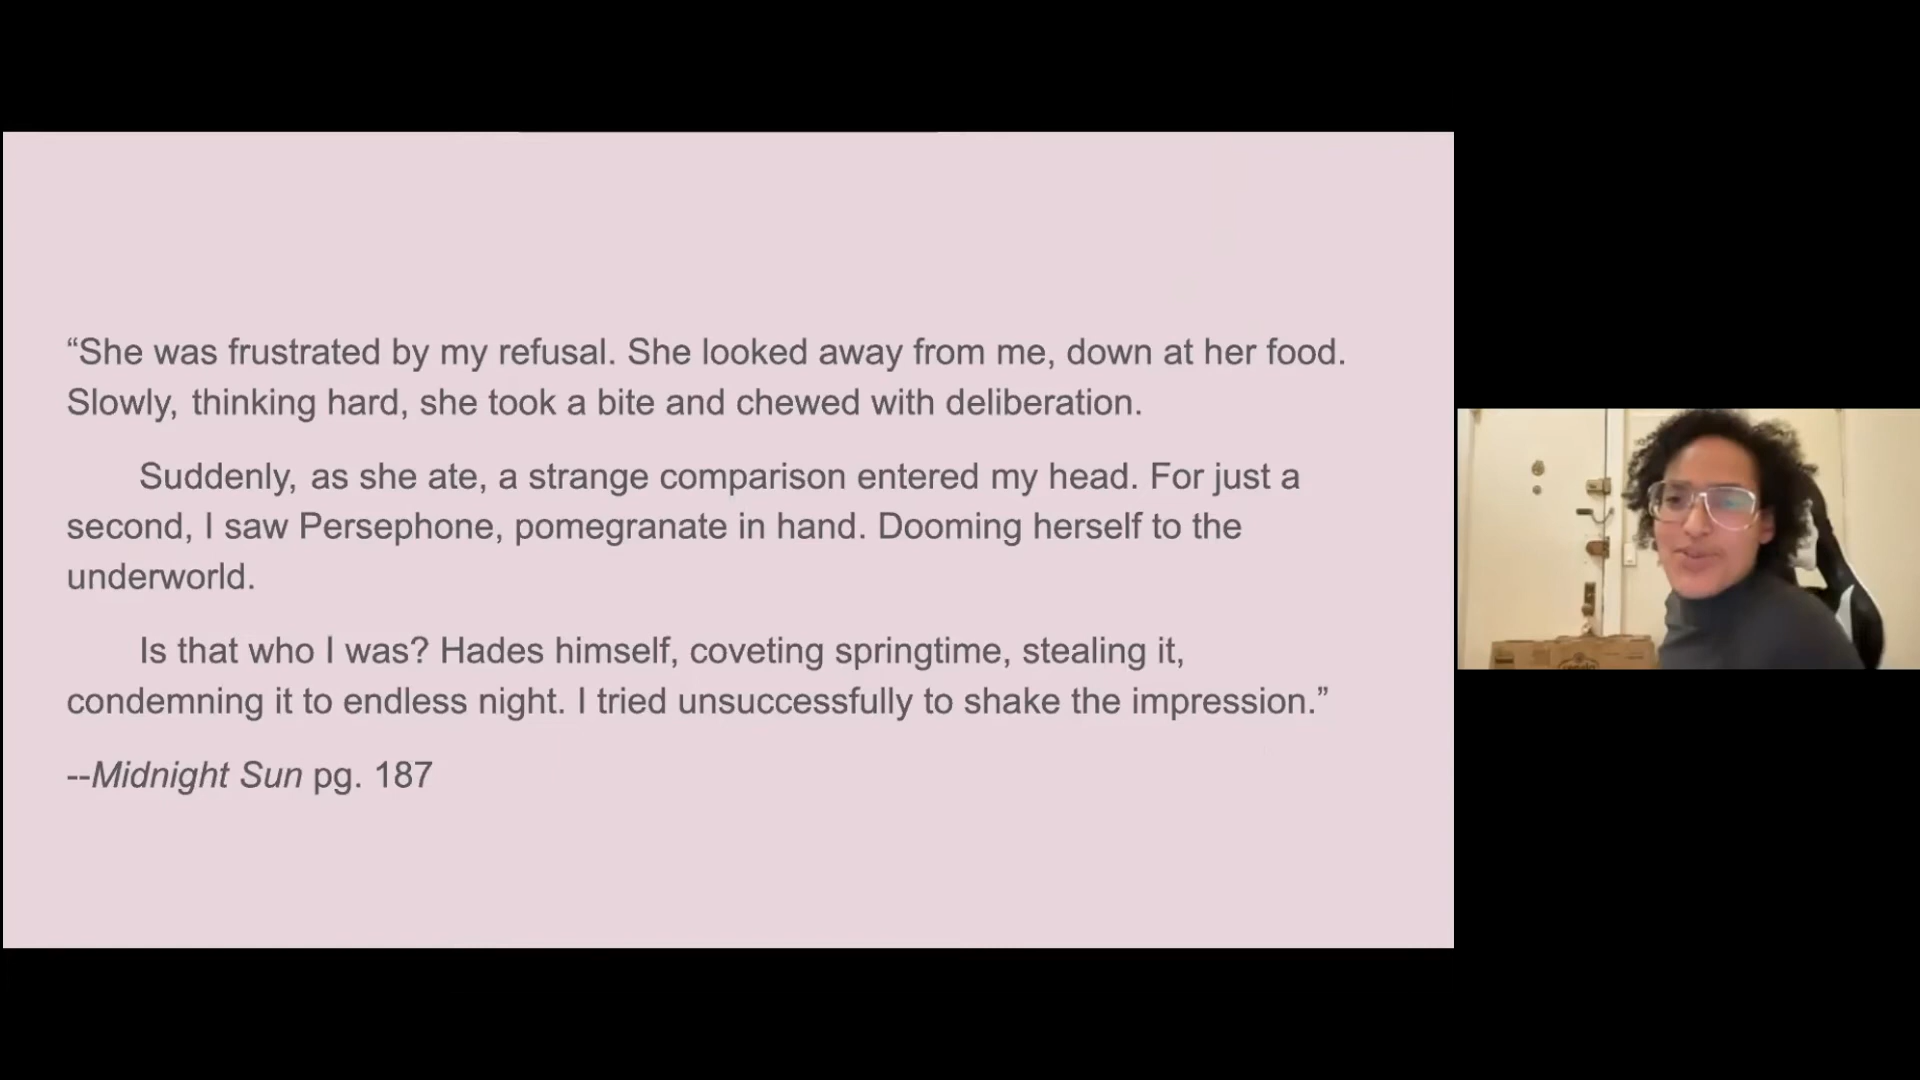 “She was frustrated by my refusal. She looked away from me, down at her food.
Slowly, thinking hard, she took a bite and chewed with deliberation.
Suddenly, as she ate, a strange comparison entered my head. For just a
second, I saw Persephone, pomegranate in hand. Dooming herself to the
underworld.
Is that who I was? Hades himself, coveting springtime, stealing it,
condemning it to endless night. I tried unsuccessfully to shake the impression.”
--Midnight Sun pg. 187